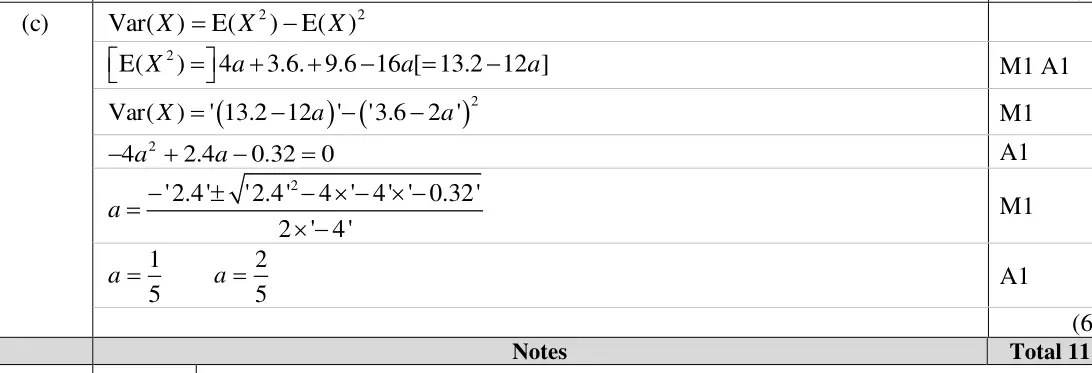 (c) Var(X) = E(X²) − E(X)²
[E(X²) =] 4a + 3.6. + 9.6 − 16a[= 13.2 − 12a] M1 A1
Var(X) = '(13.2 − 12a)' − ('3.6 − 2a')² M1
−4a² + 2.4a − 0.32 = 0 A1
a = (−'2.4' ± √('2.4'² − 4 × '−4' × '−0.32')) / (2 × '−4') M1
a = 1/5 a = 2/5 A1
(6
Notes Total 11